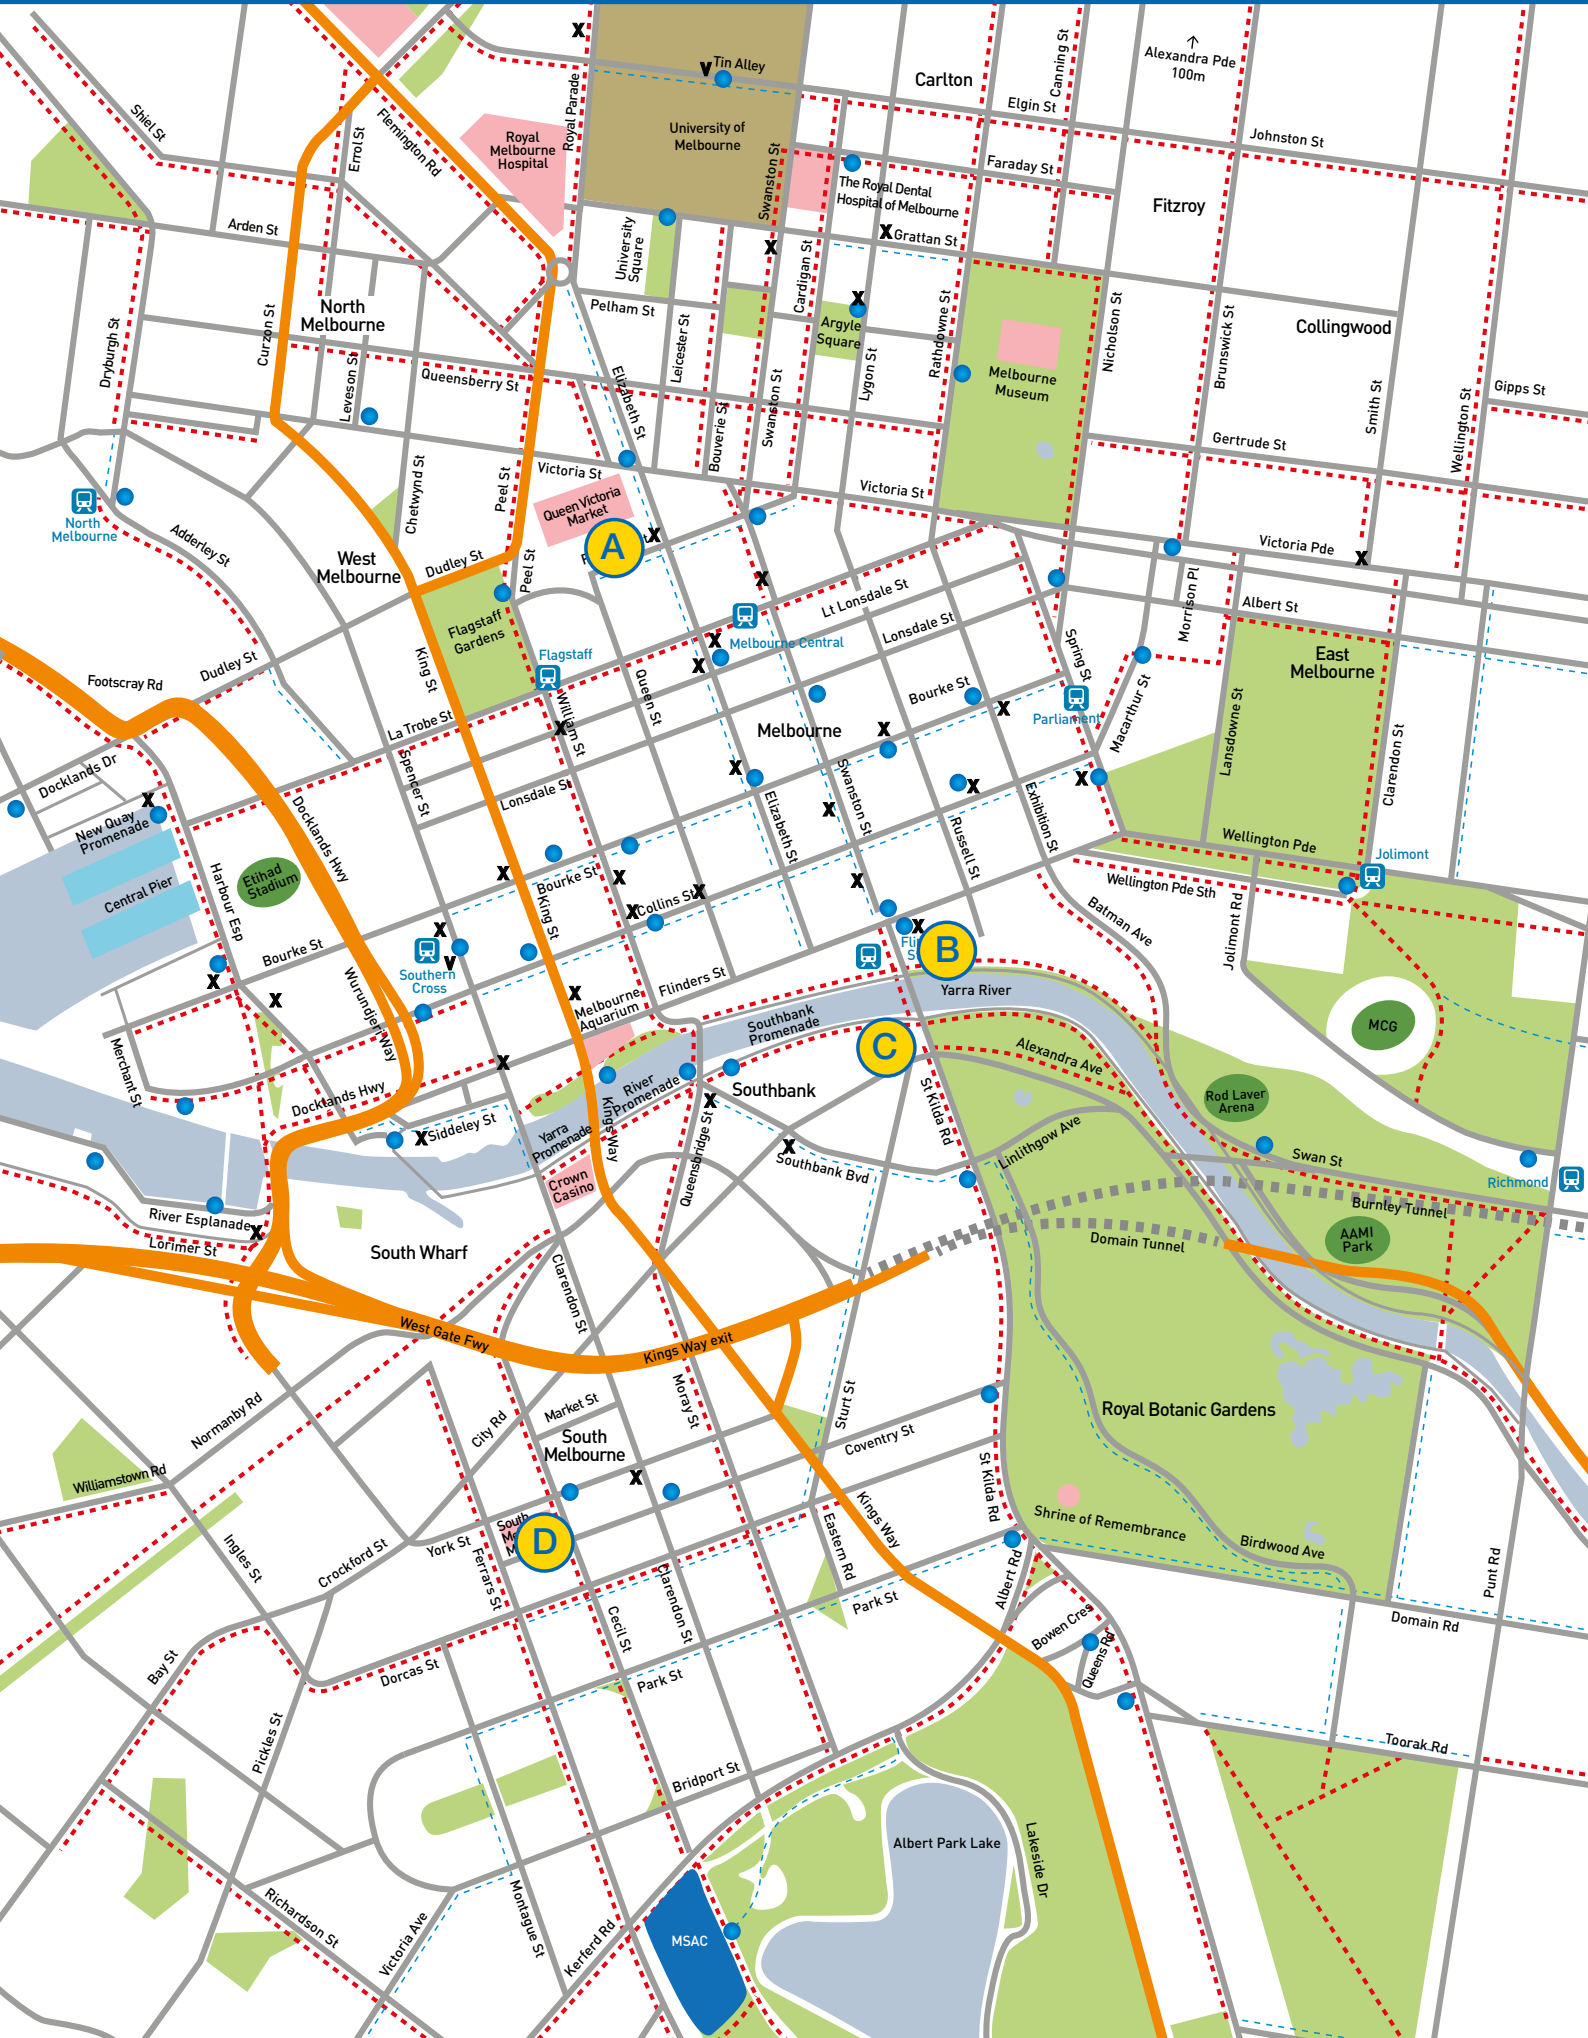 Tin Alley
Carlton
Canning St
Alexandra Pde
100m
Elgin St
Royal Parade
Shiel St
Errol St
Flemington Rd
Royal
Melbourne
Hospital
University of
Melbourne
Swanston St
Johnston St
Faraday St
The Royal Dental
Hospital of Melbourne
Fitzroy
Arden St
University
Square
Grattan St
Cardigan St
Pelham St
North
Melbourne
Curzon St
Dryburgh St
Leveson St
Queensberry St
Elizabeth St
Leicester St
Bouverie St
Swanston St
Argyle
Square
Lygon St
Rathdowne St
Melbourne
Museum
Nicholson St
Brunswick St
Collingwood
Smith St
Wellington St
Gipps St
Gertrude St
Victoria St
Victoria St
Chetwynd St
Peel St
Queen Victoria
Market
A
North
Melbourne
Adderley St
West
Melbourne
Dudley St
Peel St
Victoria Pde
Lt Lonsdale St
Lonsdale St
Albert St
Morrison Pl
Flagstaff
Gardens
Flagstaff
Melbourne Central
Spring St
East
Melbourne
King St
Dudley St
Footscray Rd
Queen St
William St
Bourke St
Parliament
Macarthur St
Lansdowne St
Clarendon St
La Trobe St
Melbourne
Docklands Dr
Spencer St
Lonsdale St
Swanston St
Elizabeth St
Exhibition St
Russell St
New Quay
Promenade
Docklands Hwy
Wellington Pde
Jolimont
Central Pier
Etihad
Stadium
Harbour Esp
Bourke St
King St
Collins St
Wellington Pde Sth
Batman Ave
Jolimont Rd
Bourke St
Southern
Cross
Wurundjeri Way
Flinders St
B
Yarra River
Melbourne
Aquarium
Southbank
Promenade
C
MCG
Merchant St
Docklands Hwy
Alexandra Ave
River
Promenade
Southbank
Rod Laver
Arena
Siddeley St
Yarra
Promenade
Kings Way
Queensbridge St
St Kilda Rd
Linlithgow Ave
Southbank Blvd
Swan St
Richmond
Crown
Casino
Burnley Tunnel
River Esplanade
Lorimer St
South Wharf
Domain Tunnel
AAMI
Park
Clarendon St
West Gate Fwy
Kings Way exit
Moray St
Sturt St
Normanby Rd
City Rd
Market St
South
Melbourne
Coventry St
Royal Botanic Gardens
Williamstown Rd
St Kilda Rd
Kings Way
Shrine of Remembrance
Birdwood Ave
Ingles St
Crockford St
York St
South
D
Ferrars St
Eastern Rd
Albert Rd
Punt Rd
Clarendon St
Cecil St
Park St
Bowen Cres
Queens Rd
Domain Rd
Bay St
Dorcas St
Park St
Pickles St
Toorak Rd
Bridport St
Albert Park Lake
Lakeside Dr
Richardson St
Victoria Ave
Montague St
Kerferd Rd
MSAC